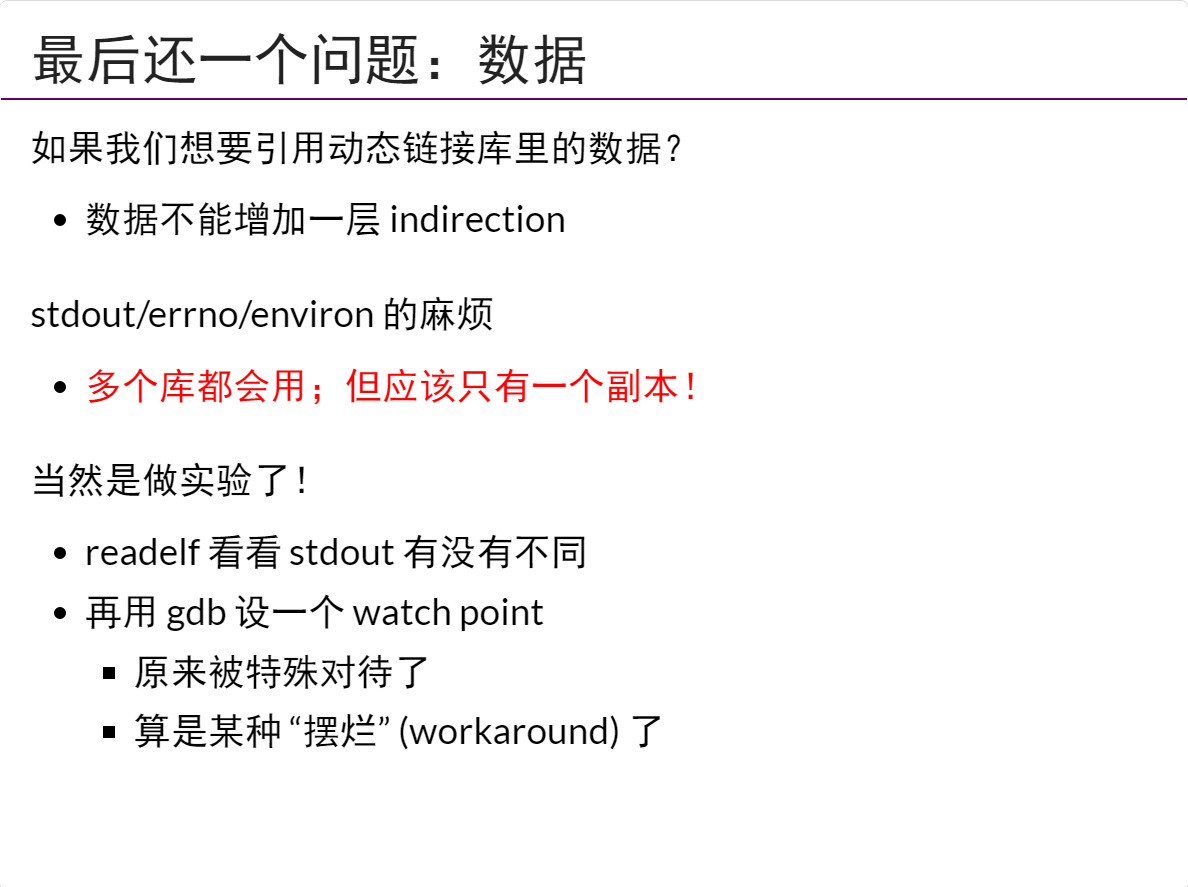 最后还一个问题：数据
如果我们想要引用动态链接库里的数据？
数据不能增加一层 indirection
stdout/errno/environ 的麻烦
多个库都会用；但应该只有一个副本！
当然是做实验了！
readelf 看看 stdout 有没有不同
再用 gdb 设一个 watch point
原来被特殊对待了
算是某种 “摆烂” (workaround) 了